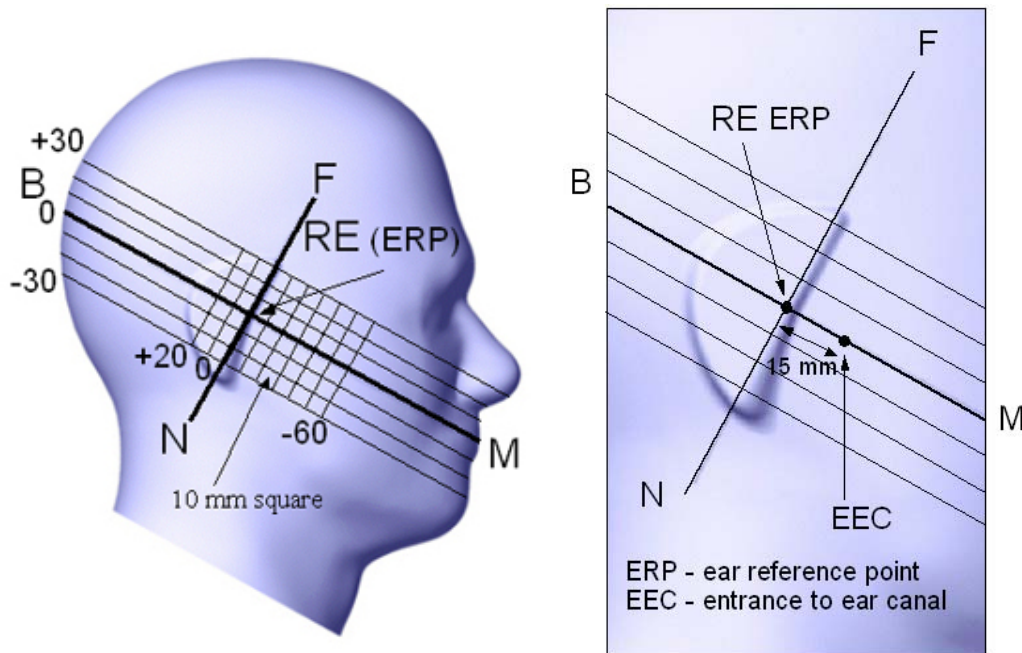 +30
B
0
-30
F
RE (ERP)
+20
0
N
-60
M
10 mm square
F
RE ERP
B
15 mm
M
N
EEC
ERP - ear reference point
EEC - entrance to ear canal